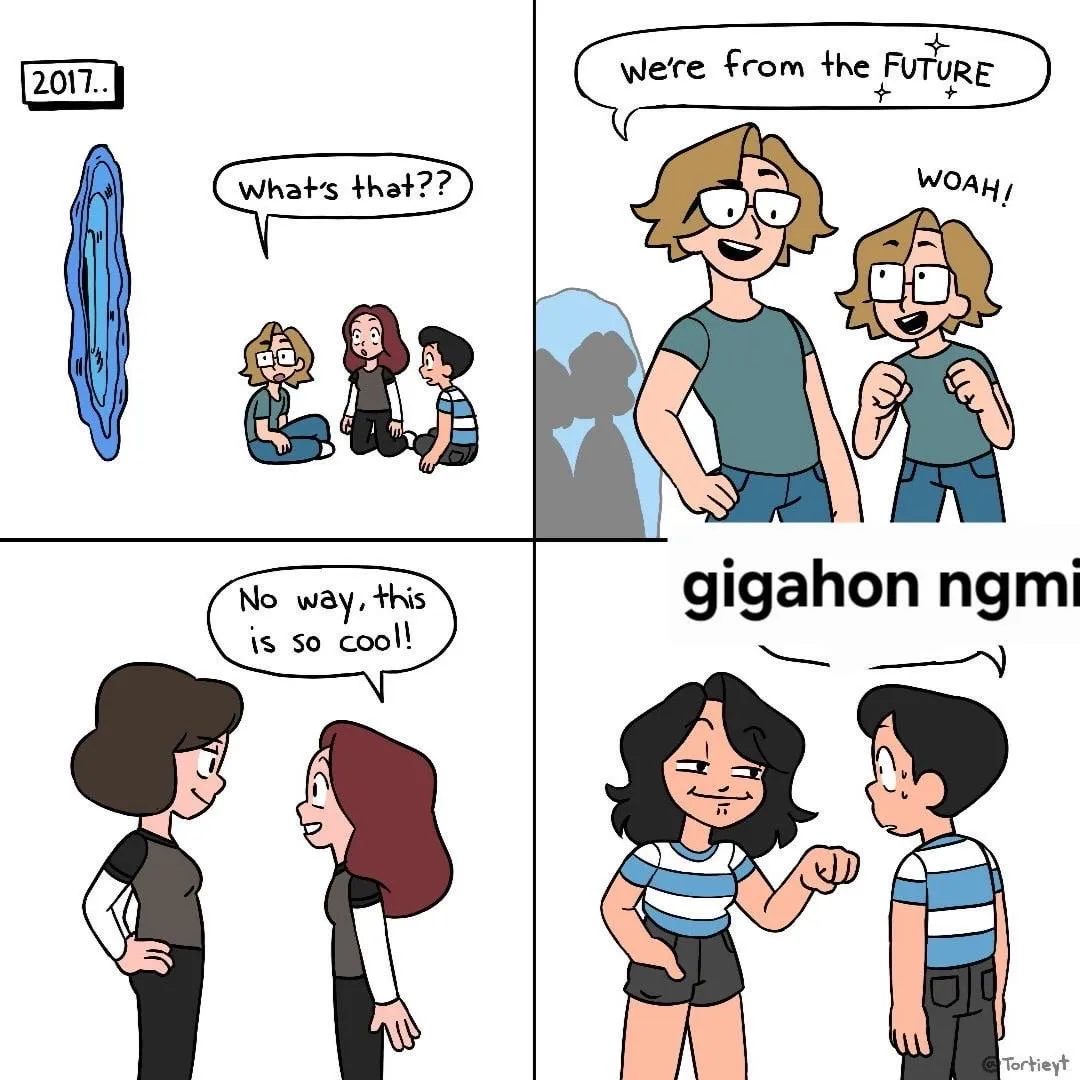 2017..
What's that??
We're from the FUTURE
WOAH!
No way, this
is so cool!
gigahon ngmi
@Tortieyt